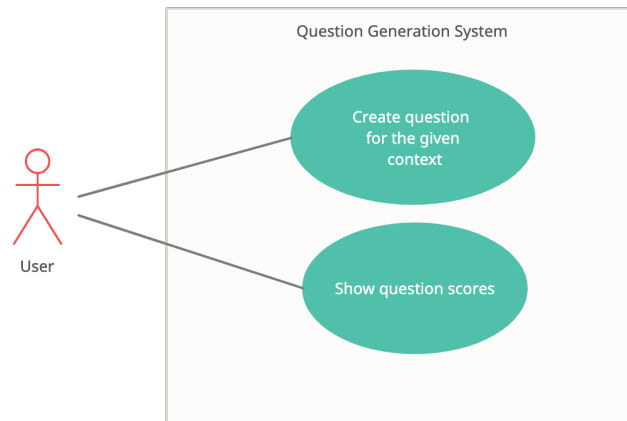 Question Generation System
Create question
for the given
context
User
Show question scores